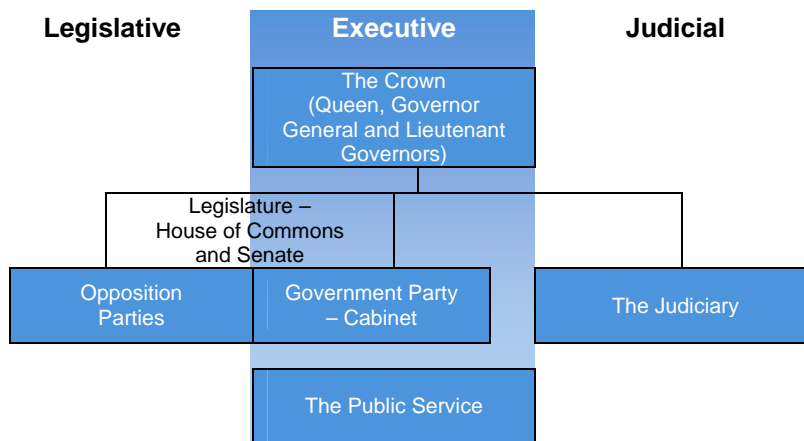 Legislative
Executive
Judicial
The Crown
(Queen, Governor
General and Lieutenant
Governors)
Legislature –
House of Commons
and Senate
Opposition
Parties
Government Party
– Cabinet
The Judiciary
The Public Service